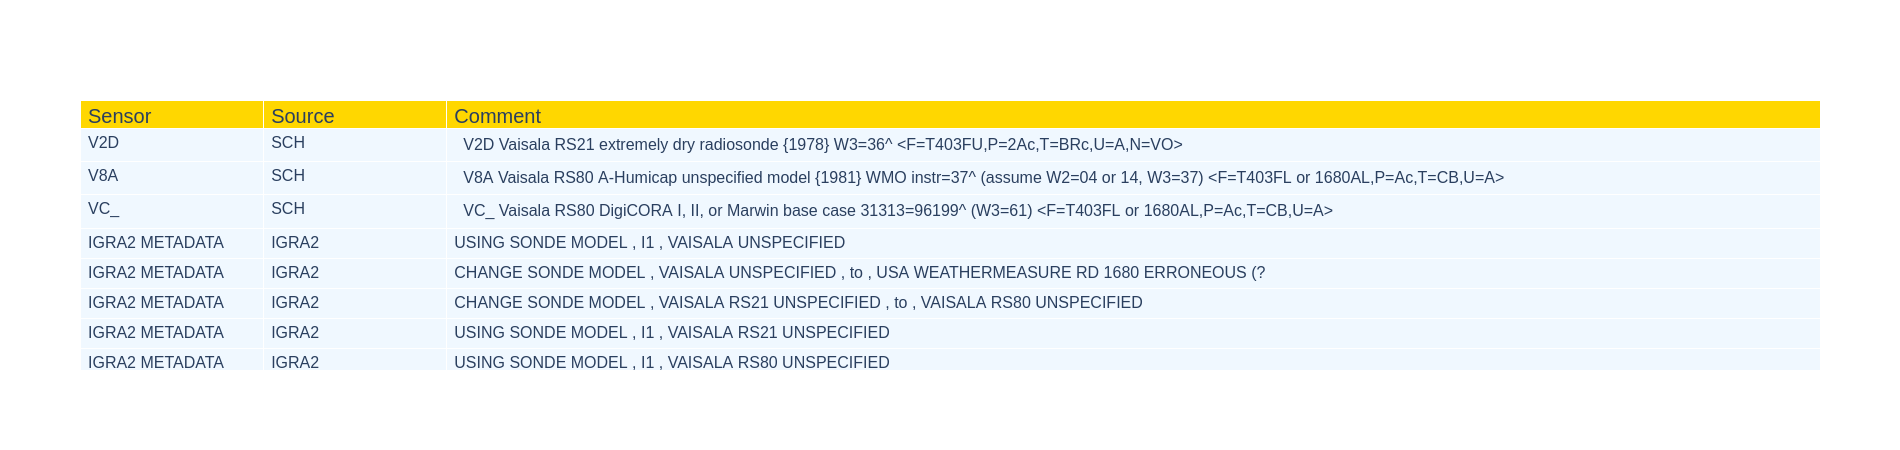 Sensor Source Comment
V2D SCH V2D Vaisala RS21 extremely dry radiosonde {1978} W3=36^ <F=T403FU,P=2Ac,T=BRc,U=A,N=VO>
V8A SCH V8A Vaisala RS80 A-Humicap unspecified model {1981} WMO instr=37^ (assume W2=04 or 14, W3=37) <F=T403FL or 1680AL,P=Ac,T=CB,U=A>
VC_ SCH VC_ Vaisala RS80 DigiCORA I, II, or Marwin base case 31313=96199^ (W3=61) <F=T403FL or 1680AL,P=Ac,T=CB,U=A>
IGRA2 METADATA IGRA2 USING SONDE MODEL , I1 , VAISALA UNSPECIFIED
IGRA2 METADATA IGRA2 CHANGE SONDE MODEL , VAISALA UNSPECIFIED , to , USA WEATHERMEASURE RD 1680 ERRONEOUS (?
IGRA2 METADATA IGRA2 CHANGE SONDE MODEL , VAISALA RS21 UNSPECIFIED , to , VAISALA RS80 UNSPECIFIED
IGRA2 METADATA IGRA2 USING SONDE MODEL , I1 , VAISALA RS21 UNSPECIFIED
IGRA2 METADATA IGRA2 USING SONDE MODEL , I1 , VAISALA RS80 UNSPECIFIED